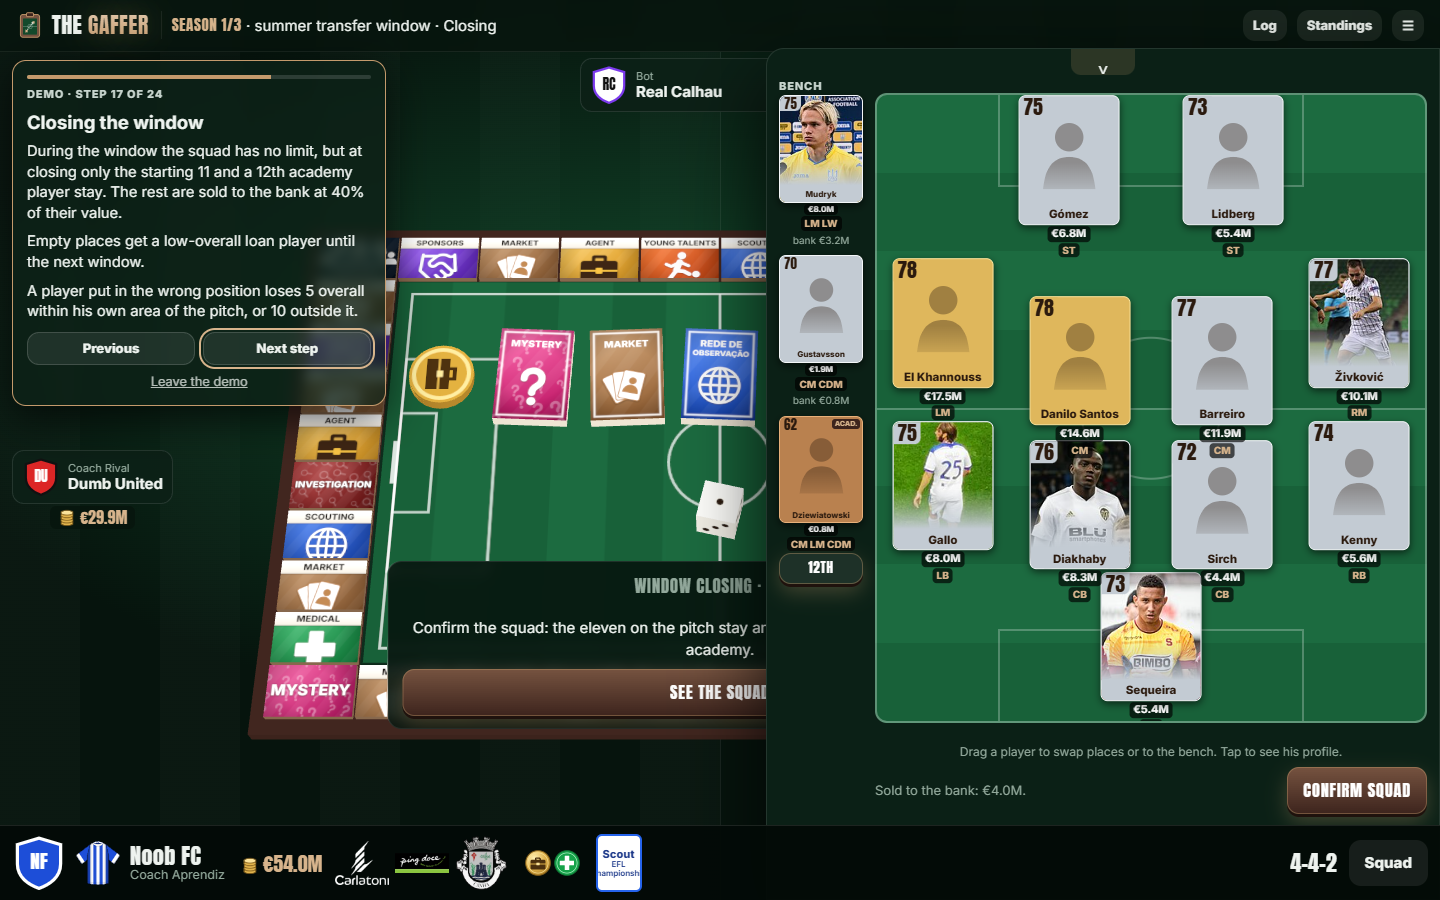 THE GAFFER
SEASON 1/3 · summer transfer window · Closing
Log
Standings
DEMO · STEP 17 OF 24
Closing the window
During the window the squad has no limit, but at
closing only the starting 11 and a 12th academy
player stay. The rest are sold to the bank at 40%
of their value.
Empty places get a low-overall loan player until
the next window.
A player put in the wrong position loses 5 overall
within his own area of the pitch, or 10 outside it.
Previous
Next step
Leave the demo
RC
Bot
Real Calhau
DU
Coach Rival
Dumb United
€29.9M
SPONSORS
MARKET
AGENT
YOUNG TALENTS
SCOUT
MYSTERY
?
MARKET
REDE DE
OBSERVAÇÃO
AGENT
INVESTIGATION
SCOUTING
MARKET
MEDICAL
MYSTERY
WINDOW CLOSING ·
Confirm the squad: the eleven on the pitch stay
academy.
SEE THE SQUAD
BENCH
75
Mudryk
€8.0M
LM LW
bank €3.2M
70
Gustavsson
€1.9M
CM CDM
bank €0.8M
62
ACAD.
Dziewiatowski
€0.8M
CM LM CDM
12TH
75
Gómez
€6.8M
ST
73
Lidberg
€5.4M
ST
78
El Khannouss
€17.5M
LM
78
Danilo Santos
€14.6M
CM
77
Barreiro
€11.9M
CM
77
Živković
€10.1M
RM
75
25
Gallo
€8.0M
LB
76
BLU
Diakhaby
€8.3M
CB
72
Sirch
€4.4M
CB
74
Kenny
€5.6M
RB
73
BIMBO
Sequeira
€5.4M
Drag a player to swap places or to the bench. Tap to see his profile.
Sold to the bank: €4.0M.
CONFIRM SQUAD
NF
Noob FC
Coach Aprendiz
€54.0M
Carlaton
ping doce
Scout
EFL
4-4-2
Squad